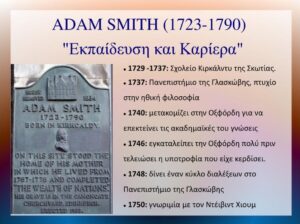 ADAM SMITH (1723-1790)
"Εκπαίδευση και Καριέρα"
ADAM SMITH
1723-1790
BORN IN KIRKCALDY
ON THIS SITE STOOD THE
HOME OF HIS MOTHER
IN WHICH HE LIVED FROM
1767-1776 AND COMPLETED
THE WEALTH OF NATIONS.
• 1729 -1737: Σχολείο Κιρκάλντυ της Σκωτίας.
• 1737: Πανεπιστήμιο της Γλασκώβης, πτυχίο
στην ηθική φιλοσοφία
• 1740: μετακομίζει στην Οξφόρδη για να
επεκτείνει τις ακαδημαϊκές του γνώσεις
• 1746: εγκαταλείπει την Οξφόρδη πολύ πριν
τελειώσει η υποτροφία που είχε κερδίσει.
• 1748: δίνει έναν κύκλο διαλέξεων στο
Πανεπιστήμιο της Γλασκώβης
• 1750: γνωριμία με τον Ντέιβιντ Χιουμ